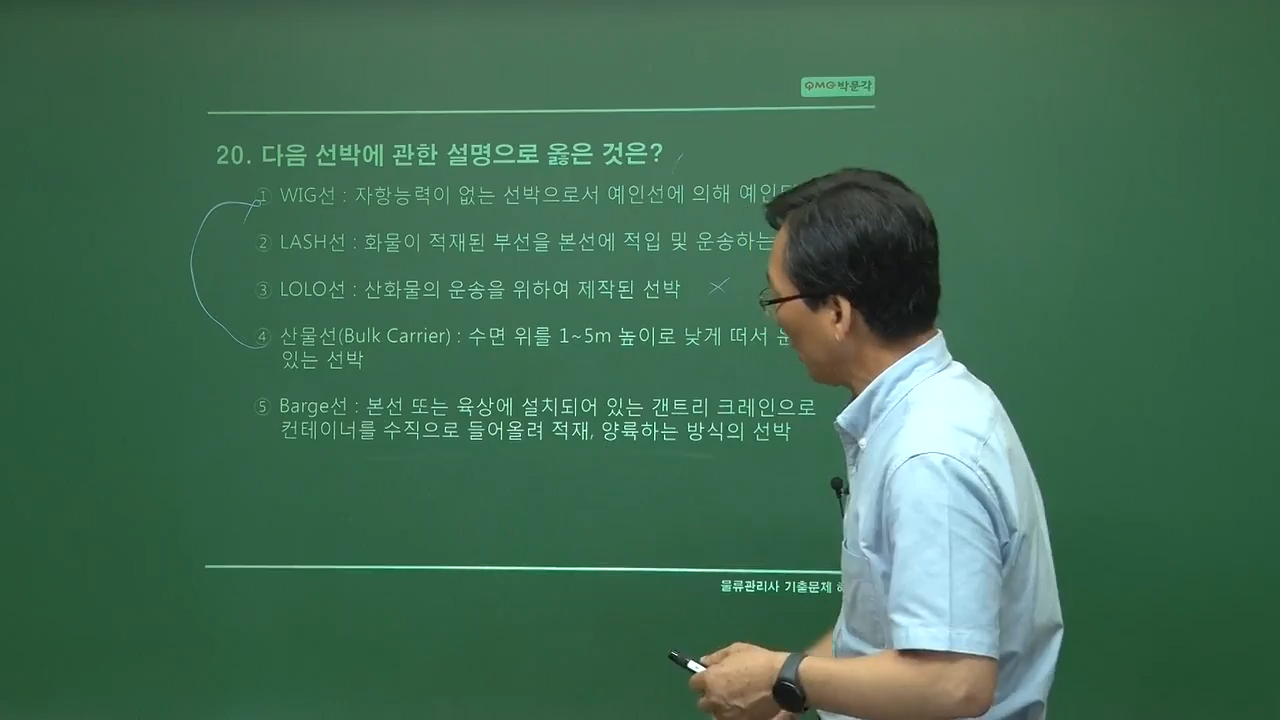 QMG박문각
20. 다음 선박에 관한 설명으로 옳은 것은?
① WIG선 : 자항능력이 없는 선박으로서 예인선에 의해
② LASH선 : 화물이 적재된 부선을 본선에 적입 및 운송하는
③ LOLO선 : 산화물의 운송을 위하여 제작된 선박
④ 산물선(Bulk Carrier) : 수면 위를 1~5m 높이로 낮게 떠서
있는 선박
⑤ Barge선 : 본선 또는 육상에 설치되어 있는 갠트리 크레인으로
컨테이너를 수직으로 들어올려 적재, 양륙하는 방식의 선박
물류관리사 기출문제